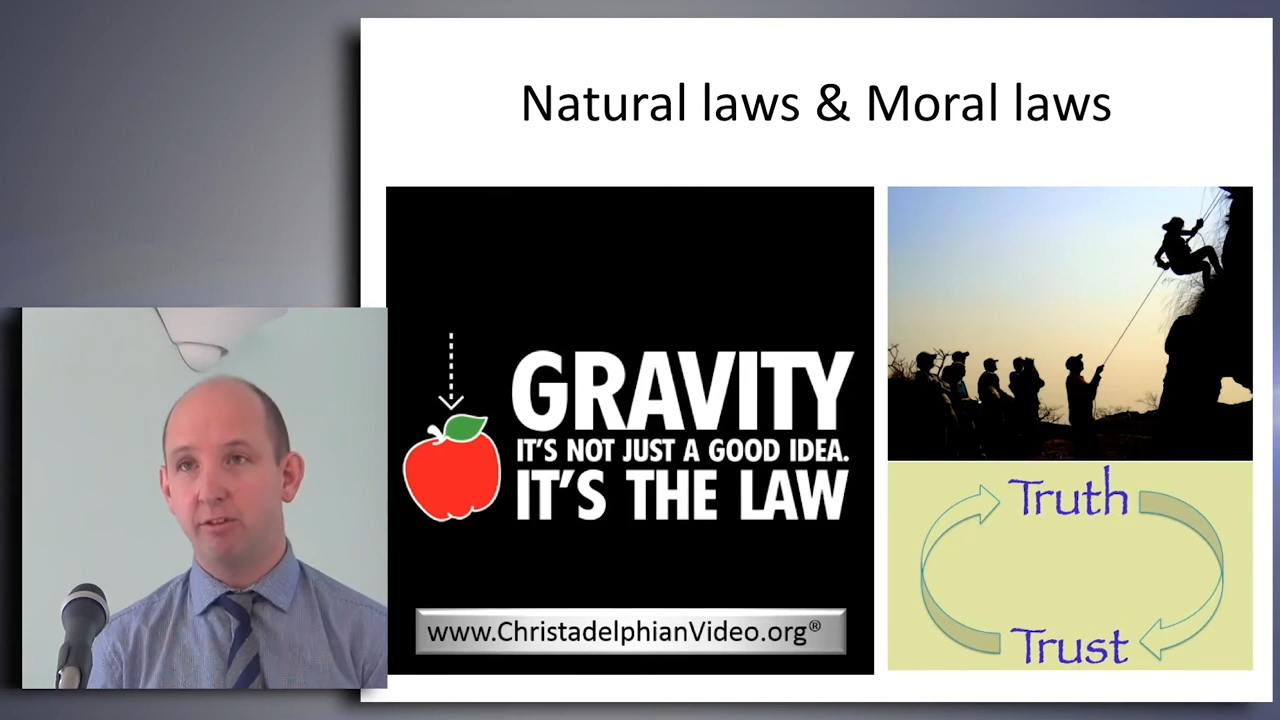 Natural laws & Moral laws
GRAVITY
IT'S NOT JUST A GOOD IDEA.
IT'S THE LAW
www.ChristadelphianVideo.org®
Truth
Trust